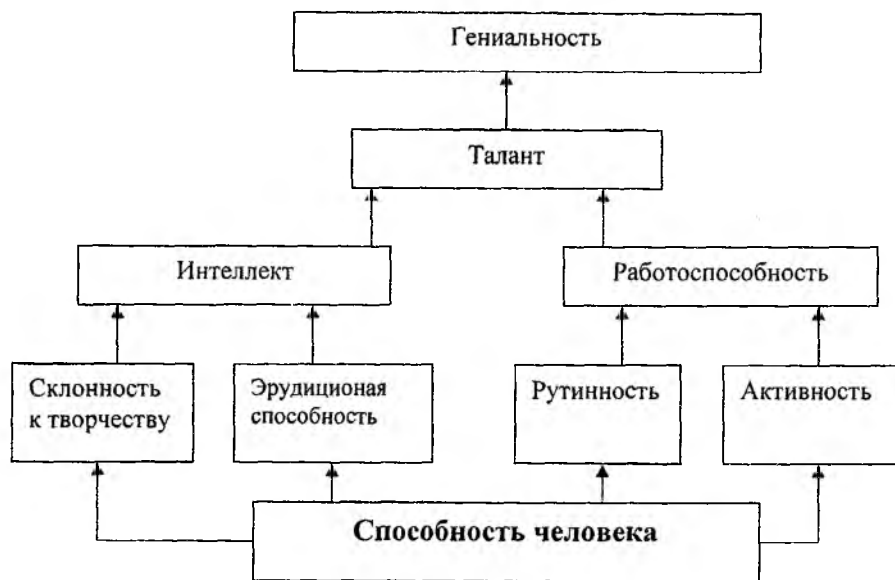 Гениальность
Талант
Интеллект
Работоспособность
Склонность
к творчеству
Эрудиционая
способность
Рутинность
Активность
Способность человека